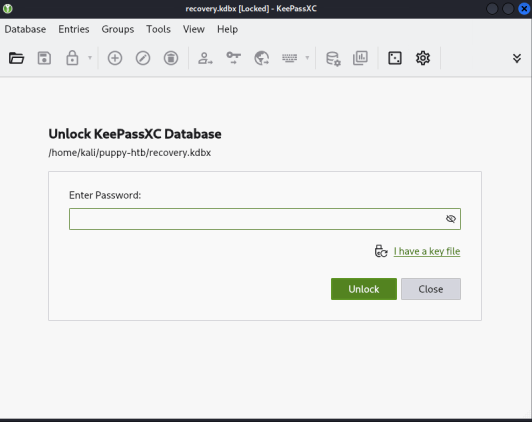 recovery.kdbx [Locked] - KeePassXC
Database Entries Groups Tools View Help
Unlock KeePassXC Database
/home/kali/puppy-htb/recovery.kdbx
Enter Password:
I have a key file
Unlock Close